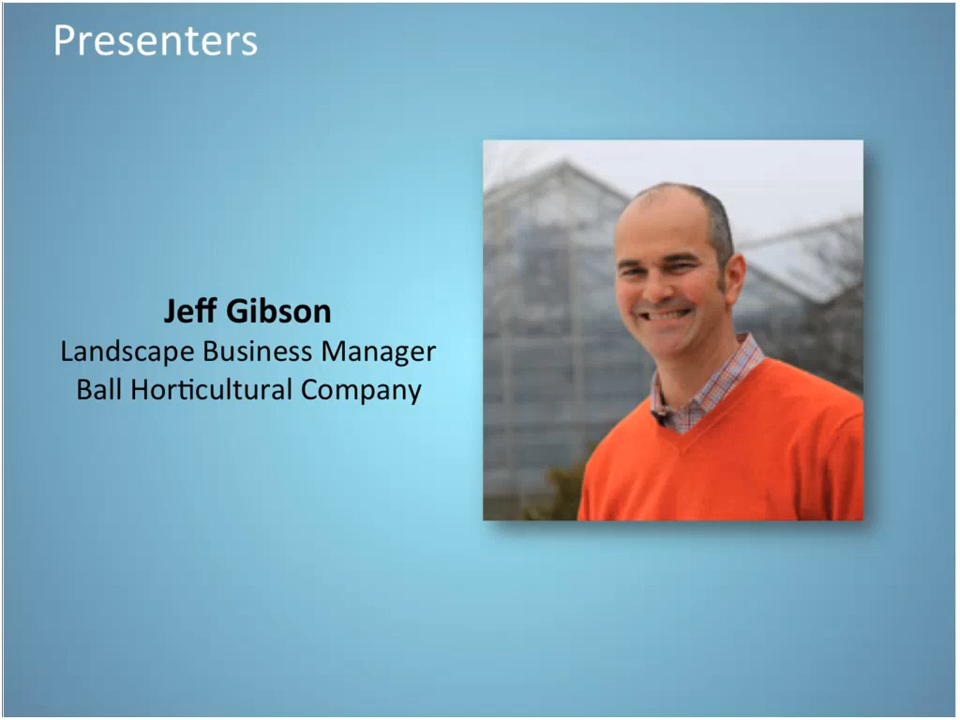 Presenters
Jeff Gibson
Landscape Business Manager
Ball Horticultural Company